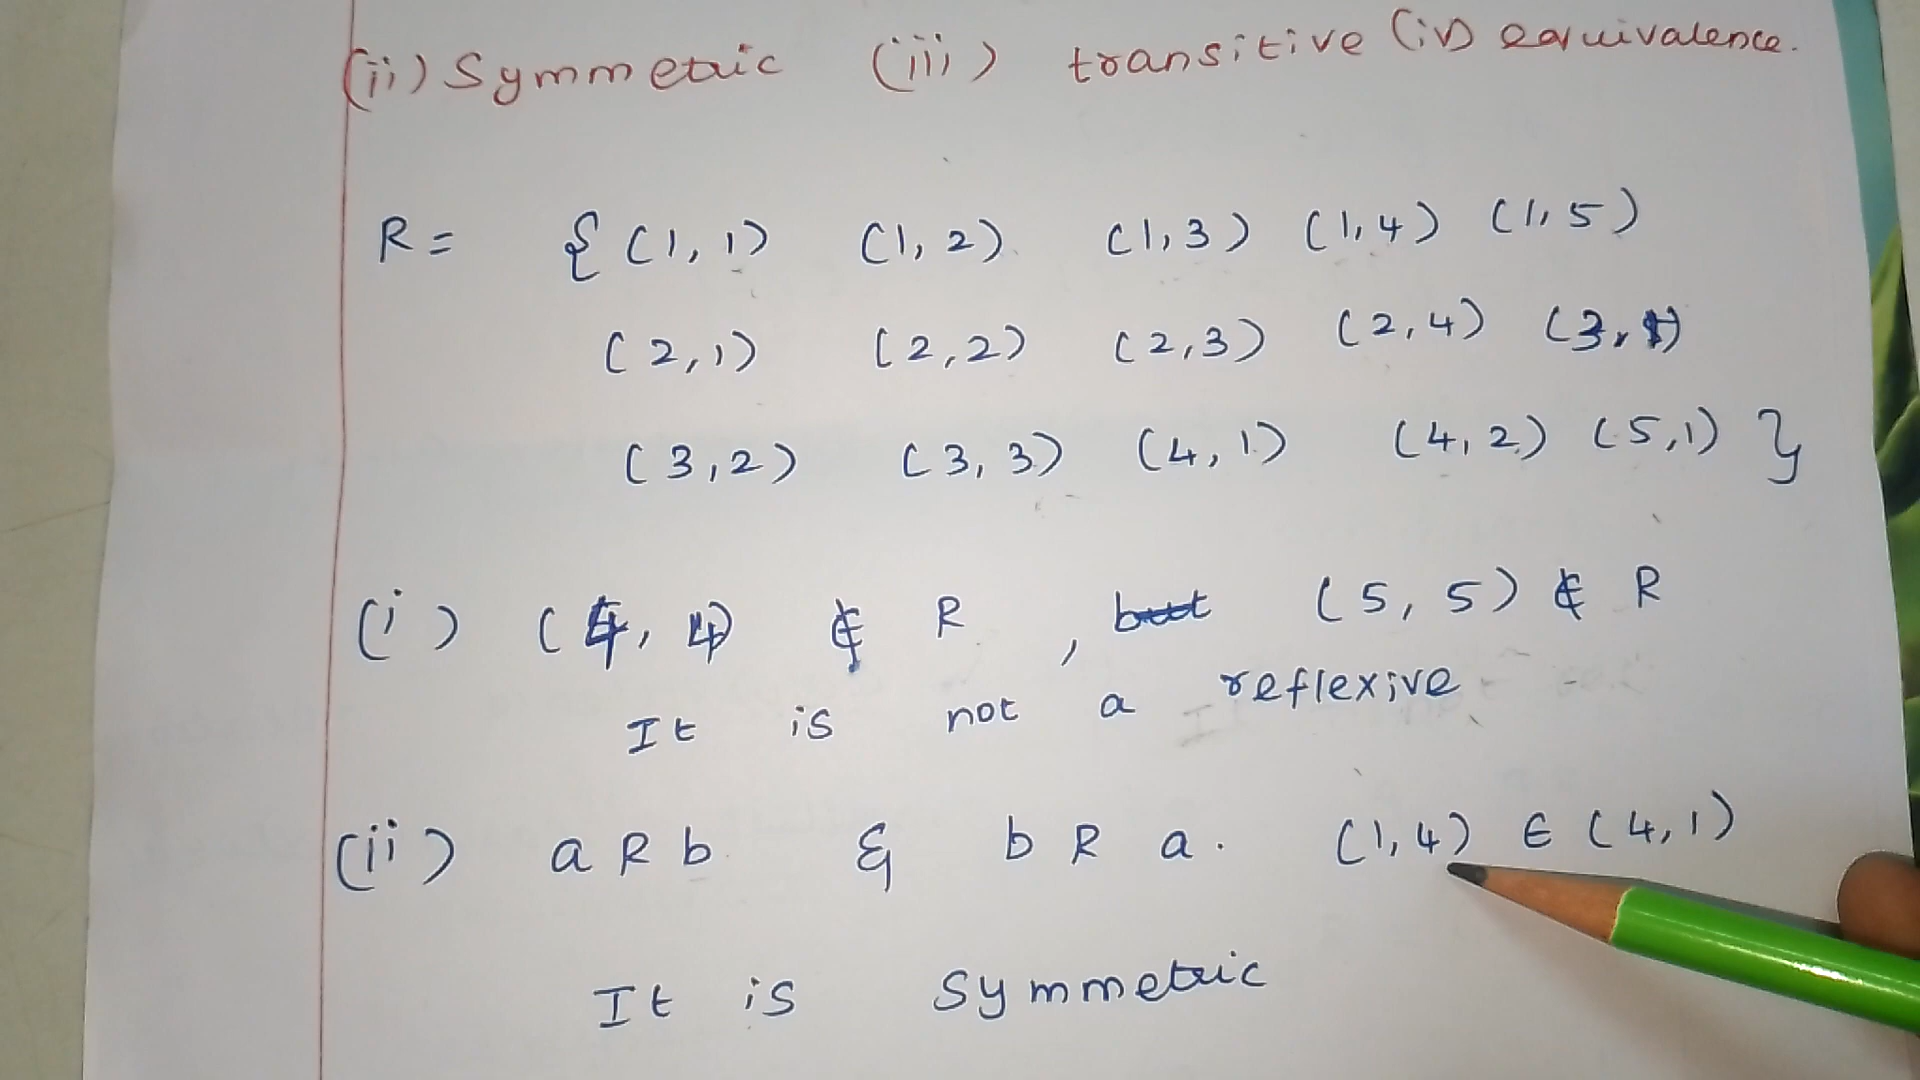 (ii) Symmetric (iii) transitive (iv) equivalence.
R = { (1, 1) (1, 2) (1, 3) (1, 4) (1, 5)
(2, 1) (2, 2) (2, 3) (2, 4) (3, 1)
(3, 2) (3, 3) (4, 1) (4, 2) (5, 1) }
(i) (4, 4) ∉ R , but (5, 5) ∉ R
It is not a reflexive
(ii) a R b & b R a. (1, 4) ∈ (4, 1)
It is Symmetric